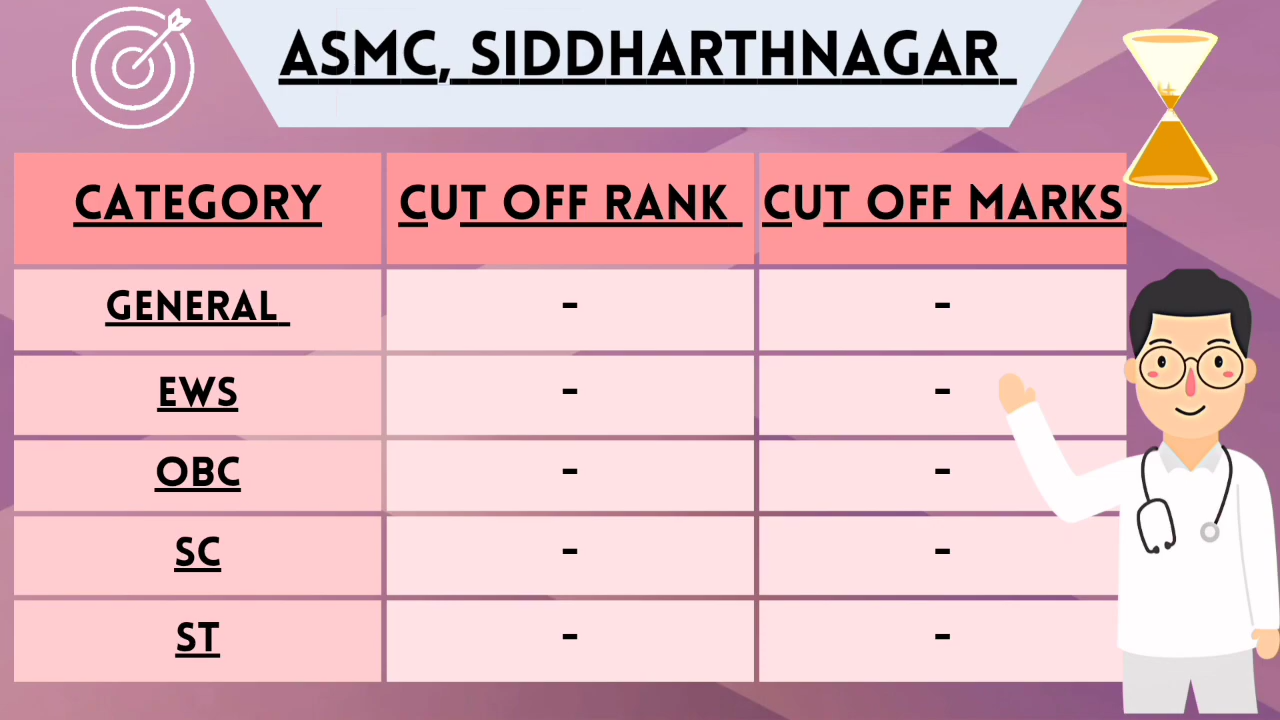 ASMC, SIDDHARTHNAGAR
CATEGORY CUT OFF RANK CUT OFF MARKS
GENERAL - -
EWS - -
OBC - -
SC - -
ST - -